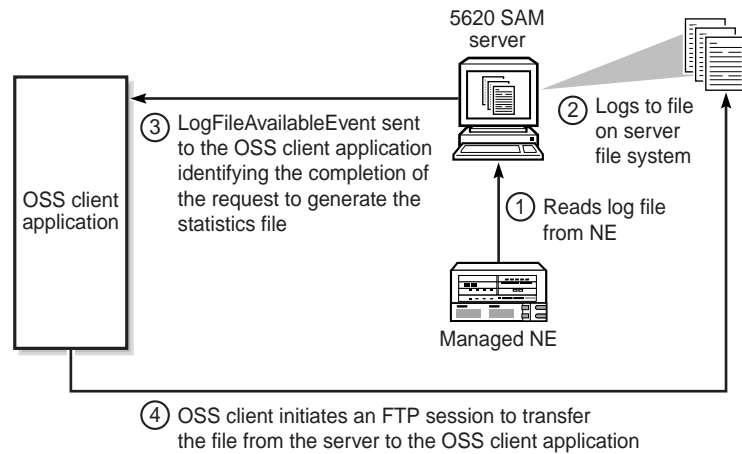 5620 SAM
server
2 Logs to file
on server
file system
3 LogFileAvailableEvent sent
to the OSS client application
identifying the completion of
the request to generate the
statistics file
OSS client
application
1 Reads log file
from NE
Managed NE
4 OSS client initiates an FTP session to transfer
the file from the server to the OSS client application